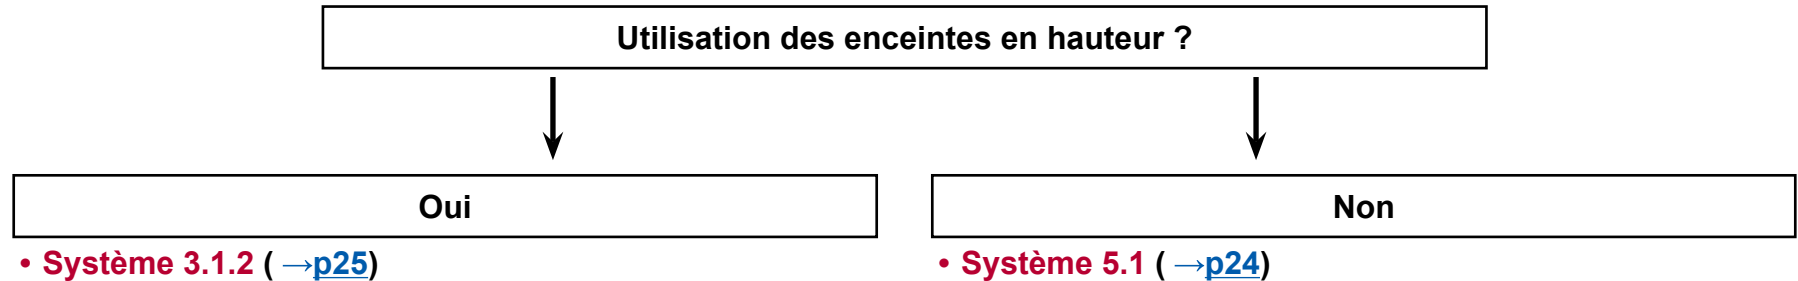 Utilisation des enceintes en hauteur ?
Oui
• Système 3.1.2 ( →p25)
Non
• Système 5.1 ( →p24)